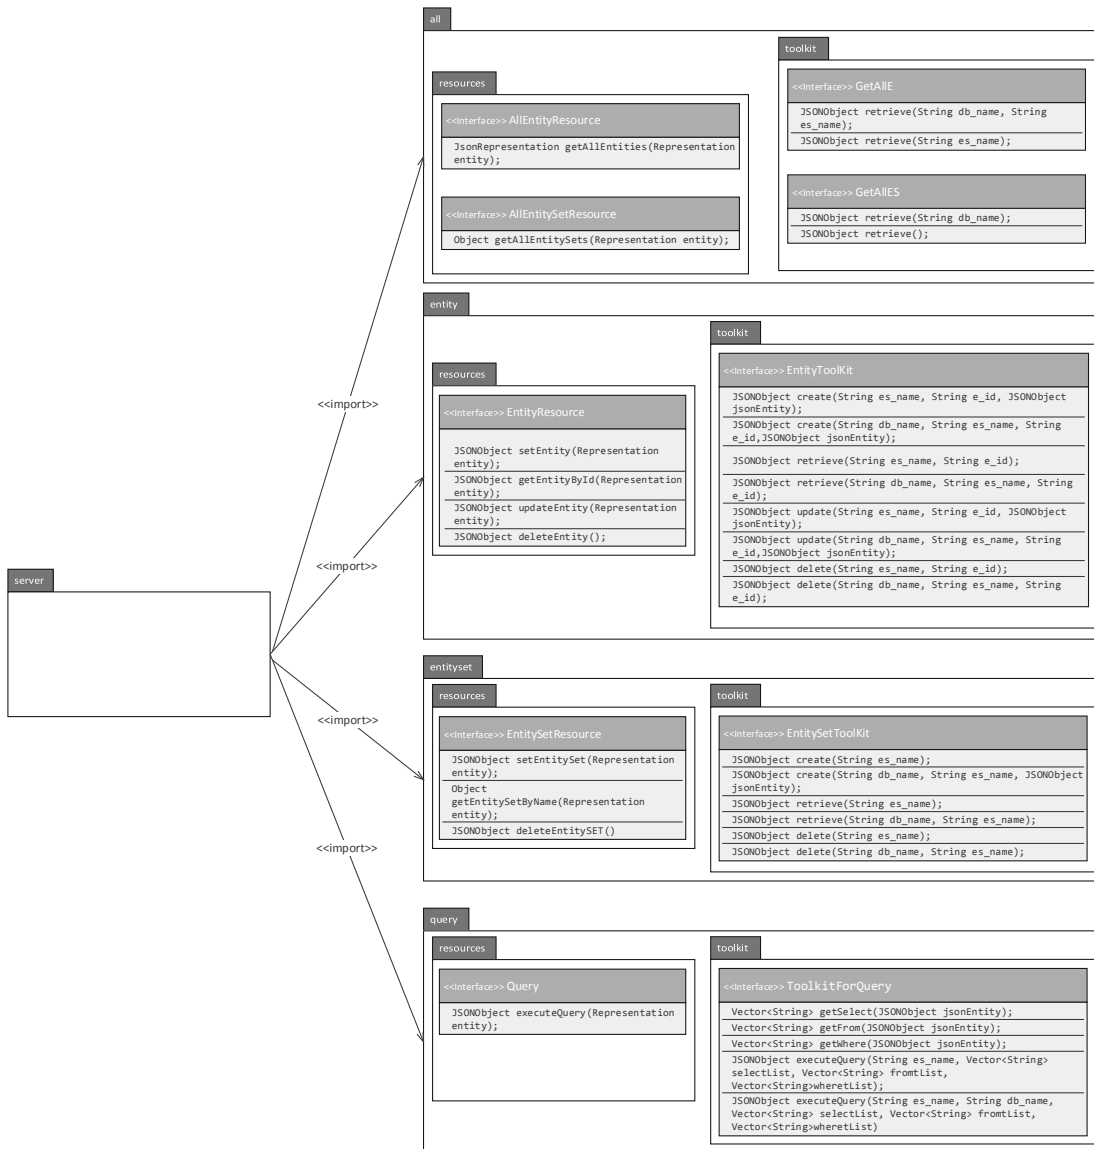 all
toolkit
resources
<<Interface>> GetAllE
JSONObject retrieve(String db_name, String
es_name);
JSONObject retrieve(String es_name);
<<Interface>> AllEntityResource
JsonRepresentation getAllEntities(Representation
entity);
<<Interface>> GetAllES
JSONObject retrieve(String db_name);
JSONObject retrieve();
<<Interface>> AllEntitySetResource
Object getAllEntitySets(Representation entity);
entity
toolkit
resources
<<Interface>> EntityToolKit
JSONObject create(String es_name, String e_id, JSONObject
jsonEntity);
JSONObject create(String db_name, String es_name, String
e_id,JSONObject jsonEntity);
JSONObject retrieve(String es_name, String e_id);
JSONObject retrieve(String db_name, String es_name, String
e_id);
JSONObject update(String es_name, String e_id, JSONObject
jsonEntity);
JSONObject update(String db_name, String es_name, String
e_id,JSONObject jsonEntity);
JSONObject delete(String es_name, String e_id);
JSONObject delete(String db_name, String es_name, String
e_id);
<<Interface>> EntityResource
JSONObject setEntity(Representation
entity);
JSONObject getEntityById(Representation
entity);
JSONObject updateEntity(Representation
entity);
JSONObject deleteEntity();
<<import>>
<<import>>
server
<<import>>
<<import>>
entityset
resources
toolkit
<<Interface>> EntitySetResource
JSONObject setEntitySet(Representation
entity);
Object
getEntitySetByName(Representation
entity);
JSONObject deleteEntitySET()
<<Interface>> EntitySetToolKit
JSONObject create(String es_name);
JSONObject create(String db_name, String es_name, JSONObject
jsonEntity);
JSONObject retrieve(String es_name);
JSONObject retrieve(String db_name, String es_name);
JSONObject delete(String es_name);
JSONObject delete(String db_name, String es_name);
query
resources
toolkit
<<Interface>> Query
JSONObject executeQuery(Representation
entity);
<<Interface>> ToolkitForQuery
Vector<String> getSelect(JSONObject jsonEntity);
Vector<String> getFrom(JSONObject jsonEntity);
Vector<String> getWhere(JSONObject jsonEntity);
JSONObject executeQuery(String es_name, Vector<String>
selectList, Vector<String> fromtList,
Vector<String>wheretList);
JSONObject executeQuery(String es_name, String db_name,
Vector<String> selectList, Vector<String> fromtList,
Vector<String>wheretList)